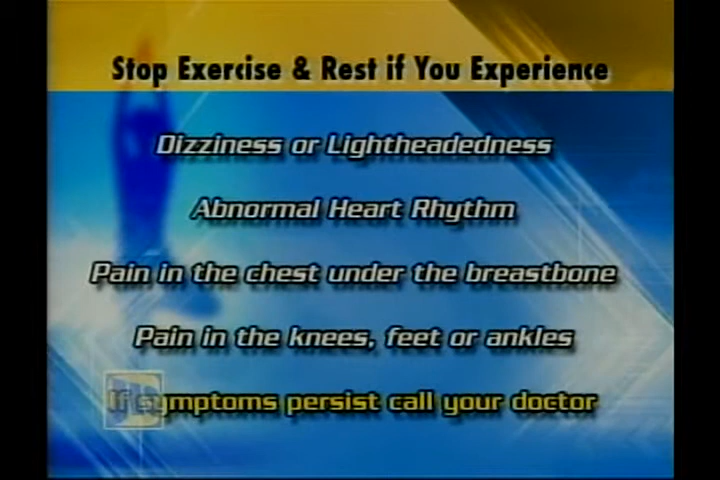 Stop Exercise & Rest if You Experience
Dizziness or Lightheadedness
Abnormal Heart Rhythm
Pain in the chest under the breastbone
Pain in the knees, feet or ankles
If symptoms persist call your doctor